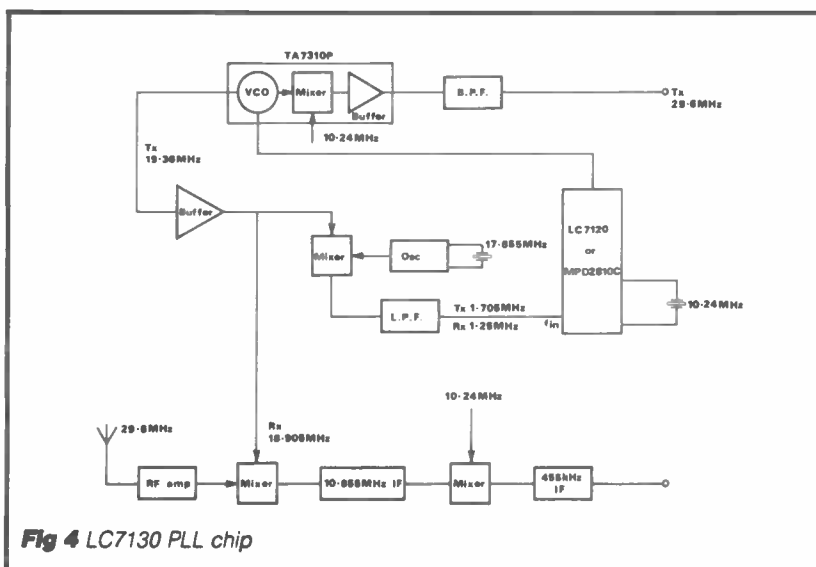 TA7310P
VCO
Mixer
Buffer
B.P.F.
Tx
29·6MHz
10·24MHz
Tx
19·36MHz
Buffer
Mixer
Osc
17·655MHz
LC7120
or
MPD2810C
10·24MHz
L.P.F.
Tx 1·705MHz
Rx 1·25MHz
fin
29·6MHz
Rx
18·905MHz
10·24MHz
RF amp
Mixer
10·695MHz IF
Mixer
455kHz
IF
Fig 4 LC7130 PLL chip